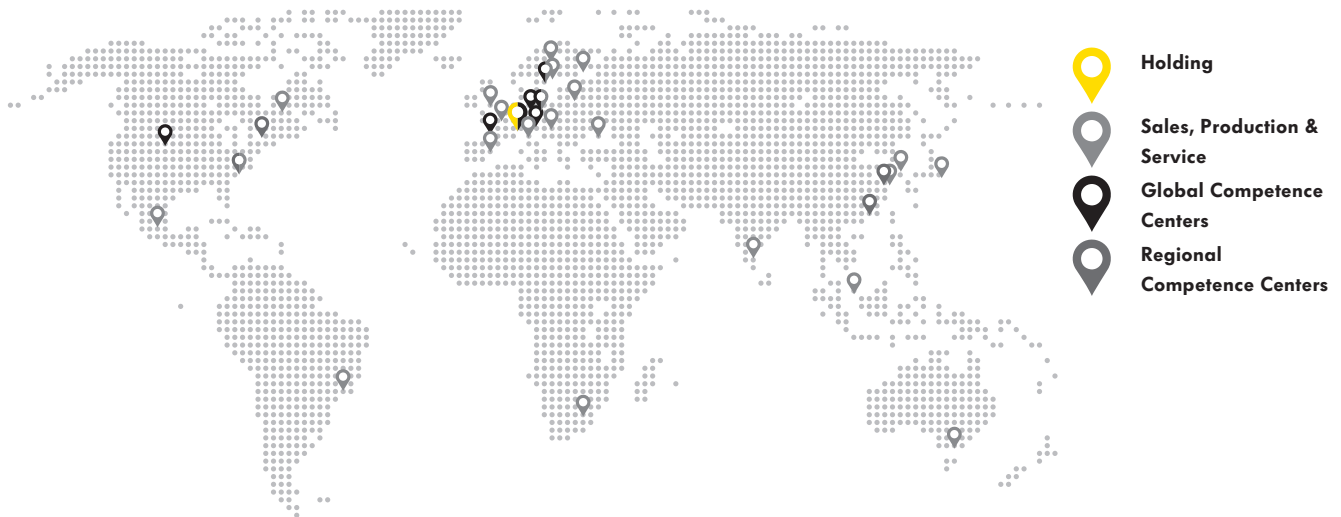 Holding
Sales, Production &
Service
Global Competence
Centers
Regional
Competence Centers